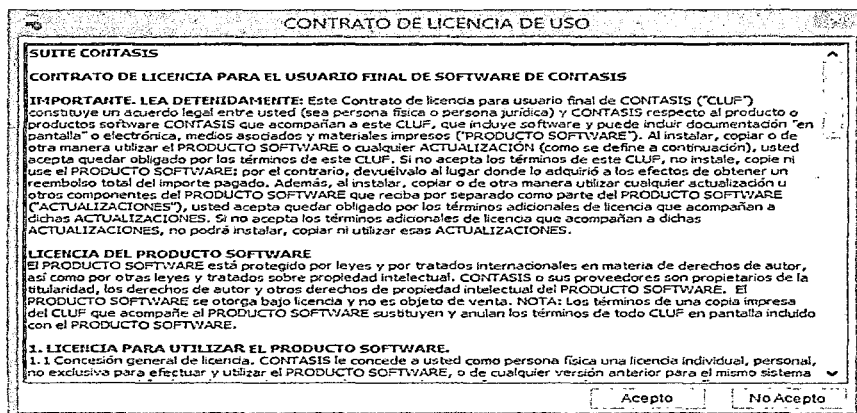 CONTRATO DE LICENCIA DE USO
SUITE CONTASIS
CONTRATO DE LICENCIA PARA EL USUARIO FINAL DE SOFTWARE DE CONTASIS
IMPORTANTE. LEA DETENIDAMENTE: Este Contrato de licencia para usuario final de CONTASIS ("CLUF")
constituye un acuerdo legal entre usted (sea persona física o persona jurídica) y CONTASIS respecto al producto o
productos software CONTASIS que acompañan a este CLUF, que incluye software y puede incluir documentación "en
pantalla" o electrónica, medios asociados y materiales impresos ("PRODUCTO SOFTWARE"). Al instalar, copiar o de
otra manera utilizar el PRODUCTO SOFTWARE o cualquier ACTUALIZACIÓN (como se define a continuación), usted
acepta quedar obligado por los términos de este CLUF. Si no acepta los términos de este CLUF, no instale, copie ni
use el PRODUCTO SOFTWARE; por el contrario, devuélvalo al lugar donde lo adquirió a los efectos de obtener un
reembolso total del importe pagado. Además, al instalar, copiar o de otra manera utilizar cualquier actualización u
otros componentes del PRODUCTO SOFTWARE que reciba por separado como parte del PRODUCTO SOFTWARE
("ACTUALIZACIONES"), usted acepta quedar obligado por los términos adicionales de licencia que acompañan a
dichas ACTUALIZACIONES. Si no acepta los términos adicionales de licencia que acompañan a dichas
ACTUALIZACIONES, no podrá instalar, copiar ni utilizar esas ACTUALIZACIONES.
LICENCIA DEL PRODUCTO SOFTWARE
El PRODUCTO SOFTWARE está protegido por leyes y por tratados internacionales en materia de derechos de autor,
así como por otras leyes y tratados sobre propiedad intelectual. CONTASIS o sus proveedores son propietarios de la
titularidad, los derechos de autor y otros derechos de propiedad intelectual del PRODUCTO SOFTWARE. El
PRODUCTO SOFTWARE se otorga bajo licencia y no es objeto de venta. NOTA: Los términos de una copia impresa
del CLUF que acompañe al PRODUCTO SOFTWARE sustituyen y anulan los términos de todo CLUF en pantalla incluido
con el PRODUCTO SOFTWARE.
1. LICENCIA PARA UTILIZAR EL PRODUCTO SOFTWARE.
1.1 Concesión general de licencia. CONTASIS le concede a usted como persona física una licencia individual, personal,
no exclusiva para efectuar y utilizar el PRODUCTO SOFTWARE, o de cualquier versión anterior para el mismo sistema
Acepto
No Acepto